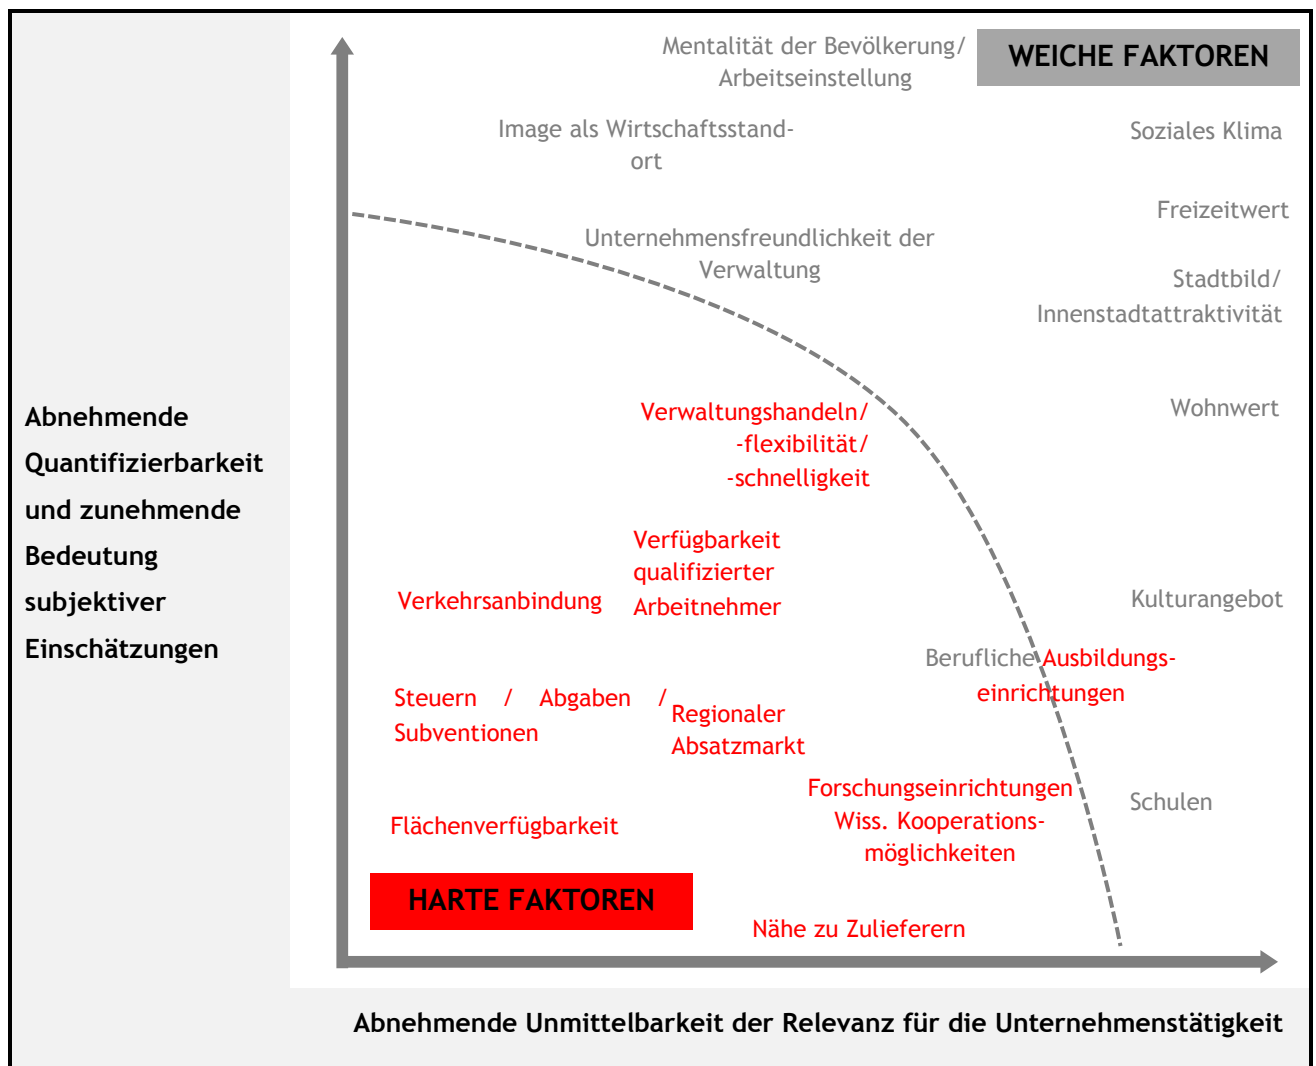 Mentalität der Bevölkerung/
Arbeitseinstellung
WEICHE FAKTOREN
Image als Wirtschaftsstand-
ort
Soziales Klima
Freizeitwert
Unternehmensfreundlichkeit der
Verwaltung
Stadtbild/
Innenstadtattraktivität
Abnehmende
Quantifizierbarkeit
und zunehmende
Bedeutung
subjektiver
Einschätzungen
Verwaltungshandeln/
-flexibilität/
-schnelligkeit
Wohnwert
Verfügbarkeit
qualifizierter
Arbeitnehmer
Verkehrsanbindung
Kulturangebot
Berufliche Ausbildungs-
einrichtungen
Steuern / Abgaben /
Subventionen
Regionaler
Absatzmarkt
Forschungseinrichtungen
Wiss. Kooperations-
möglichkeiten
Schulen
Flächenverfügbarkeit
HARTE FAKTOREN
Nähe zu Zulieferern
Abnehmende Unmittelbarkeit der Relevanz für die Unternehmenstätigkeit